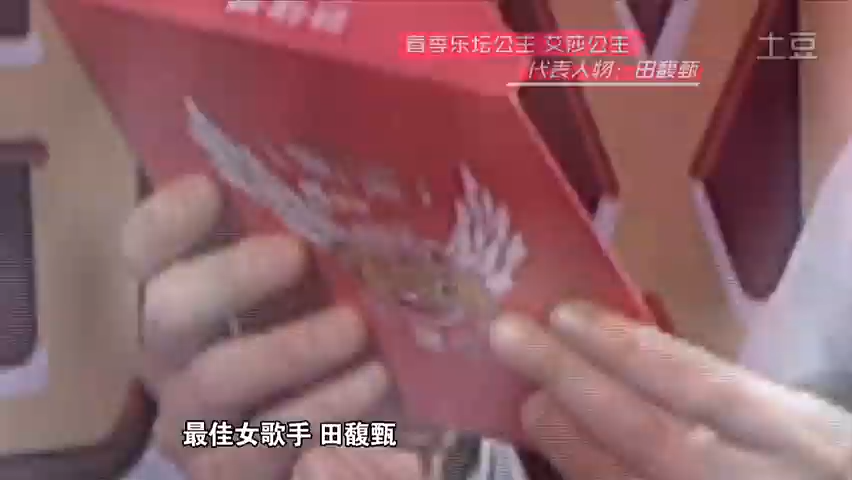 盲季乐坛公主 艾莎公主
代表人物：田馥甄
土豆
最佳女歌手 田馥甄